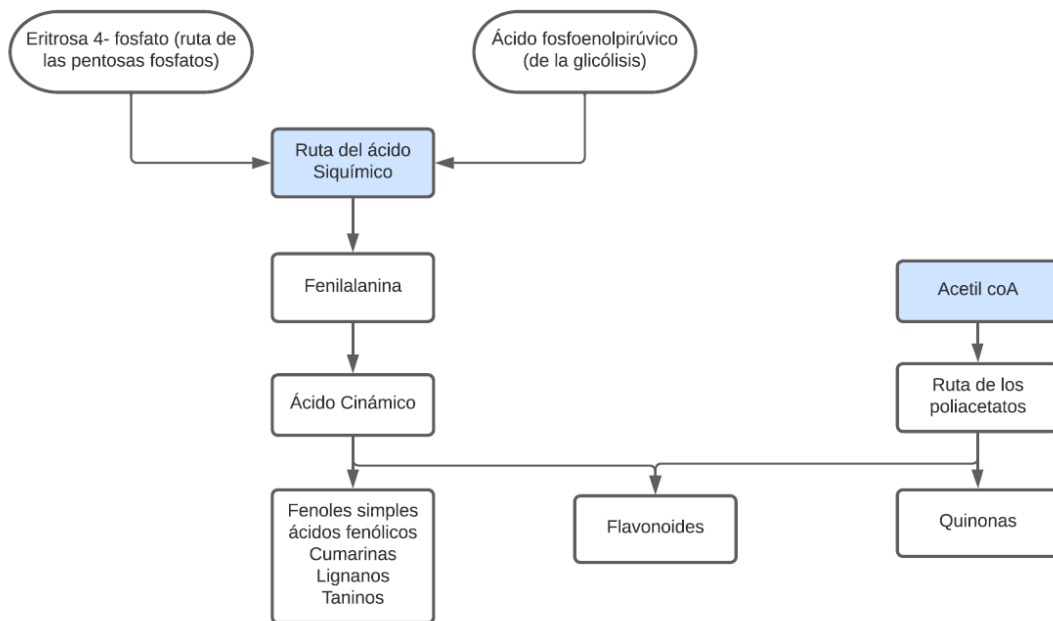 Eritrosa 4- fosfato (ruta de
las pentosas fosfatos)
Ácido fosfoenolpirúvico
(de la glicólisis)
Ruta del ácido
Siquímico
Fenilalanina
Acetil coA
Ácido Cinámico
Ruta de los
poliacetatos
Fenoles simples
ácidos fenólicos
Cumarinas
Lignanos
Taninos
Flavonoides
Quinonas